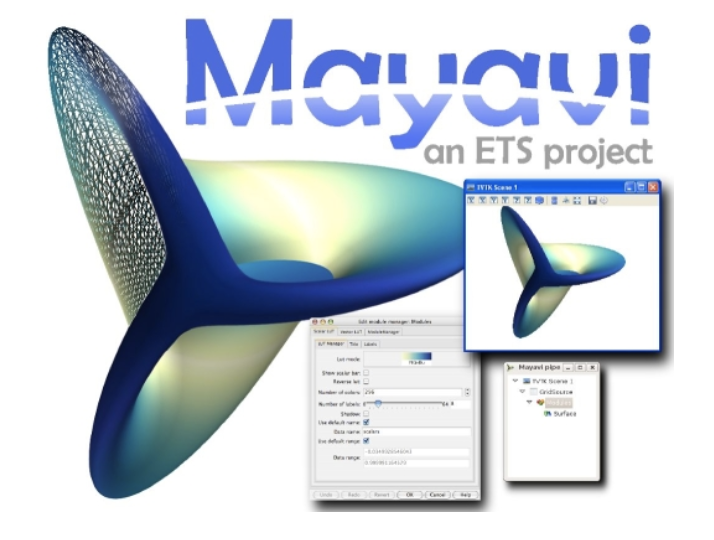 Mayavi
an ETS project
TVTK Scene 1
Lut module manager: Modules
Scalar LUT Vector LUT ModuleManager
LUT Manager Title Labels
Lut mode:
Show scalar bar:
Reverse lut:
Number of colors: 256
Number of labels:
Shadow:
Use default name:
Data name: scalars
Use default range:
Data range:
Undo Redo Revert OK Cancel Help
Mayavi pipe
TVTK Scene 1
GridSource
Surface